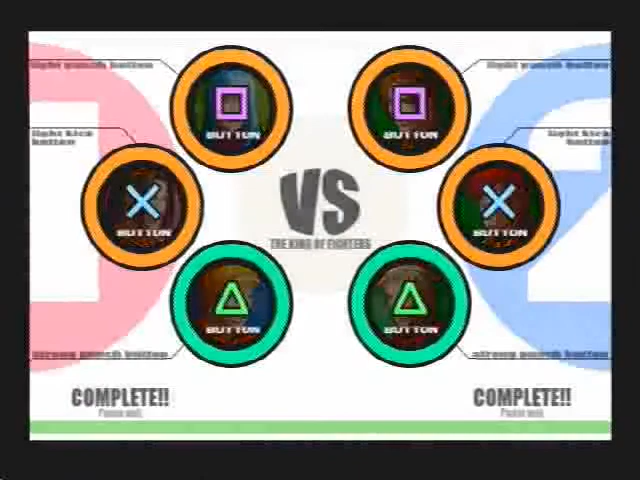 light punch button
light punch button
BUTTON
BUTTON
light kick
button
light kick
button
VS
BUTTON
BUTTON
THE KING OF FIGHTERS
BUTTON
BUTTON
strong punch button
strong punch button
COMPLETE!!
COMPLETE!!
Please wait.
Please wait.